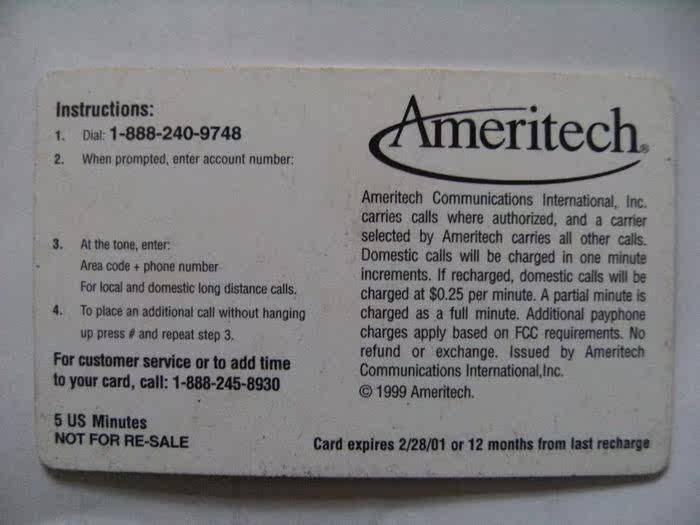 Instructions:
1. Dial: 1-888-240-9748
2. When prompted, enter account number:
3. At the tone, enter:
Area code + phone number
For local and domestic long distance calls.
4. To place an additional call without hanging
up press # and repeat step 3.
For customer service or to add time
to your card, call: 1-888-245-8930
5 US Minutes
NOT FOR RE-SALE
Ameritech®
Ameritech Communications International, Inc.
carries calls where authorized, and a carrier
selected by Ameritech carries all other calls.
Domestic calls will be charged in one minute
increments. If recharged, domestic calls will be
charged at $0.25 per minute. A partial minute is
charged as a full minute. Additional payphone
charges apply based on FCC requirements. No
refund or exchange. Issued by Ameritech
Communications International,Inc.
© 1999 Ameritech.
Card expires 2/28/01 or 12 months from last recharge